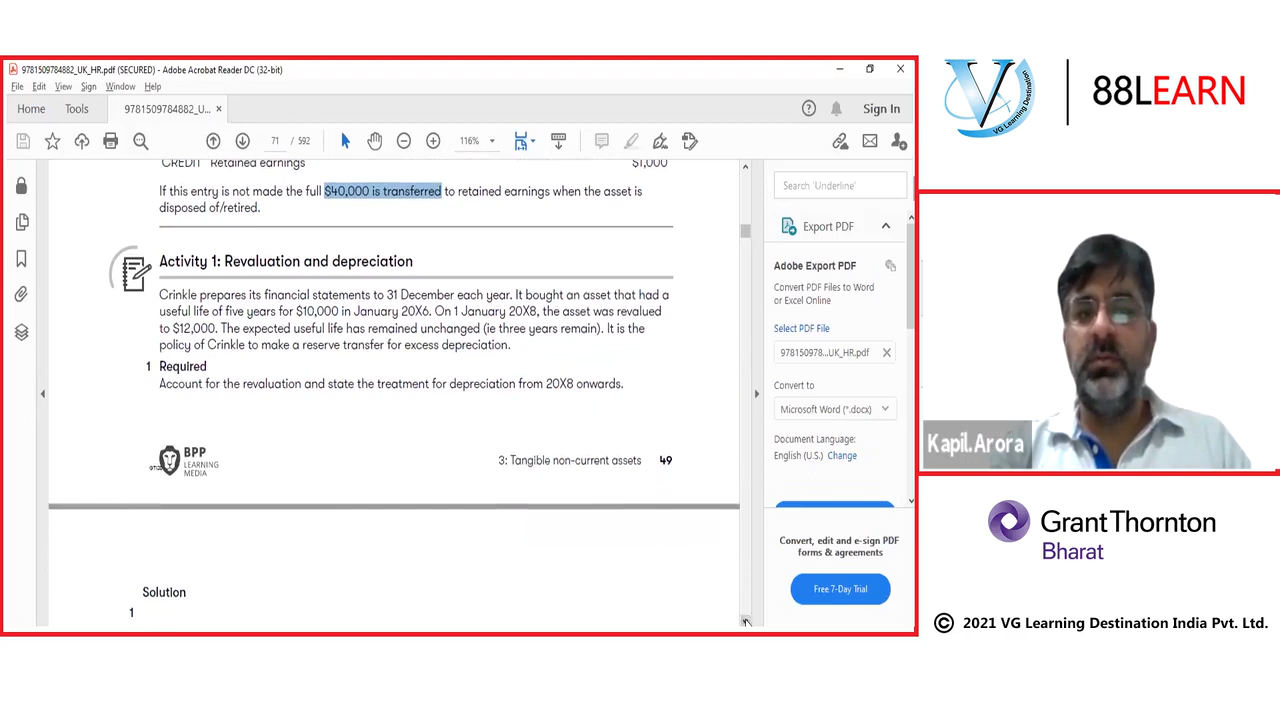 9781509784882_UK_HR.pdf (SECURED) - Adobe Acrobat Reader DC (32-bit)
File Edit View Sign Window Help
Home Tools 9781509784882_U... × Sign In
71 / 592 116%
CREDIT Retained earnings $1,000
If this entry is not made the full $40,000 is transferred to retained earnings when the asset is
disposed of/retired.
Activity 1: Revaluation and depreciation
Crinkle prepares its financial statements to 31 December each year. It bought an asset that had a
useful life of five years for $10,000 in January 20X6. On 1 January 20X8, the asset was revalued
to $12,000. The expected useful life has remained unchanged (ie three years remain). It is the
policy of Crinkle to make a reserve transfer for excess depreciation.
1 Required
Account for the revaluation and state the treatment for depreciation from 20X8 onwards.
BPP
LEARNING
MEDIA
3: Tangible non-current assets 49
Solution
1
Search 'Underline'
Export PDF
Adobe Export PDF
Convert PDF Files to Word
or Excel Online
Select PDF File
978150978...UK_HR.pdf
Convert to
Microsoft Word (*.docx)
Document Language:
English (U.S.) Change
Convert, edit and e-sign PDF
forms & agreements
Free 7-Day Trial
V
VG Learning Destination
88LEARN
Kapil.Arora
GrantThornton
Bharat
© 2021 VG Learning Destination India Pvt. Ltd.